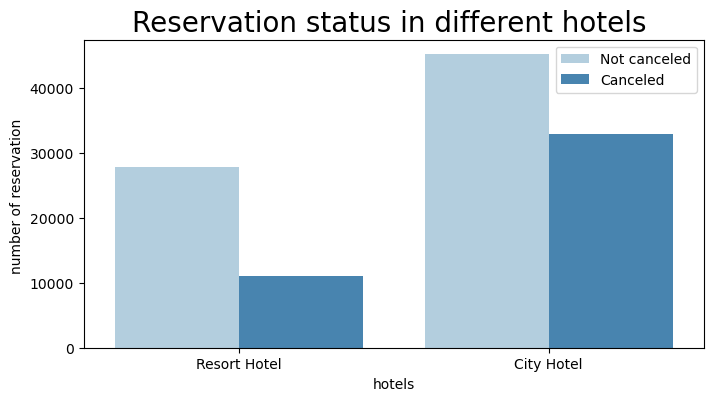 Reservation status in different hotels
Not canceled
Canceled
number of reservation
40000
30000
20000
10000
0
Resort Hotel
City Hotel
hotels